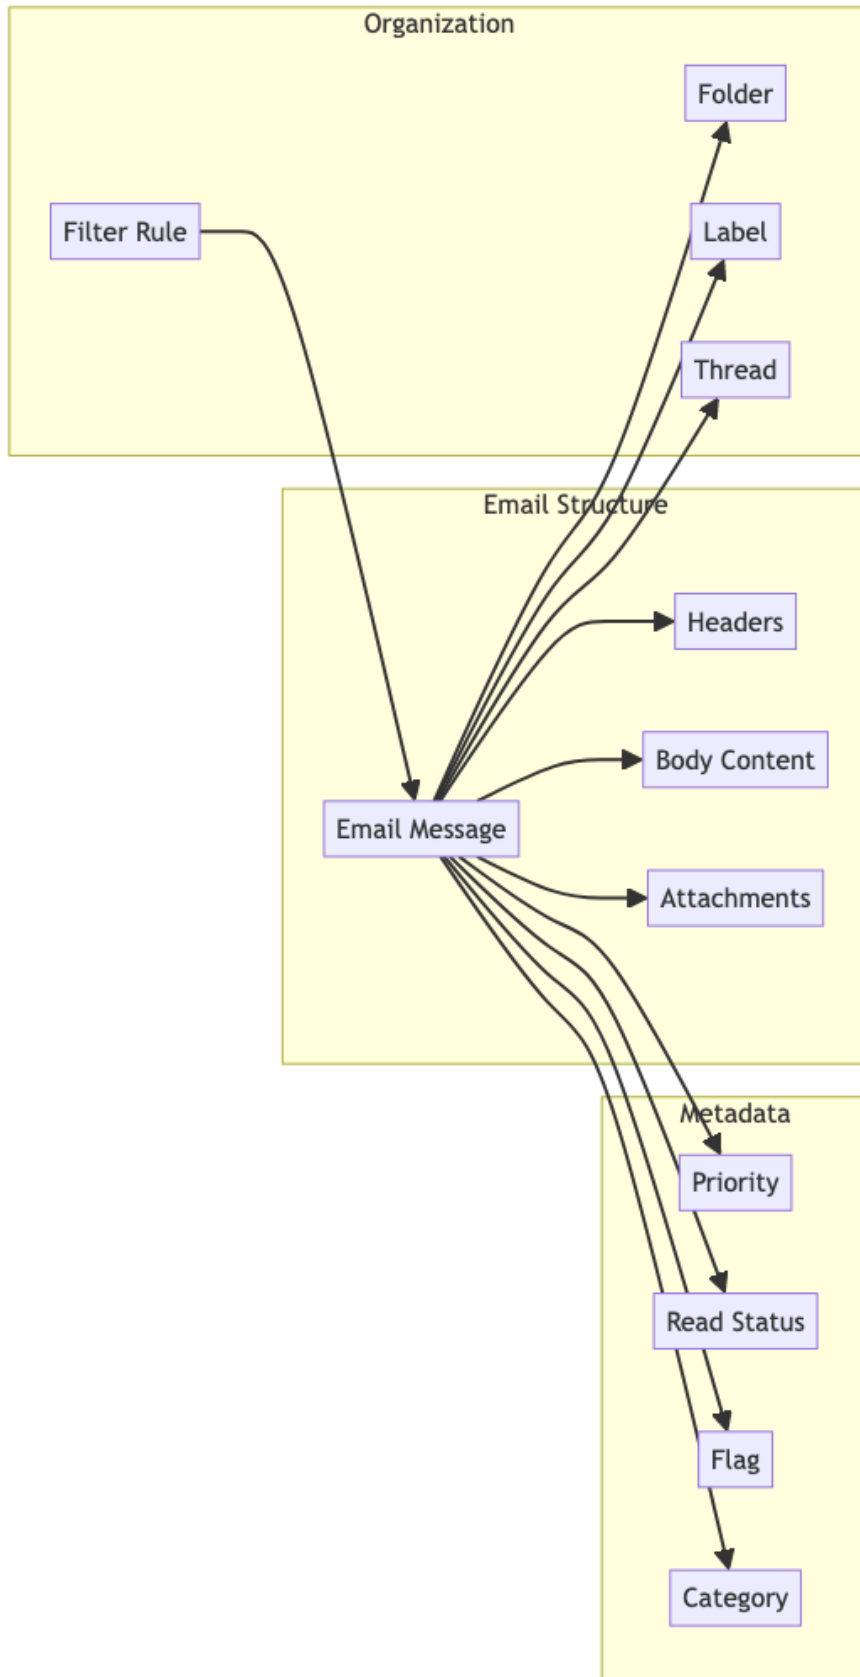 Organization
Folder
Filter Rule
Label
Thread
Email Structure
Headers
Body Content
Email Message
Attachments
Metadata
Priority
Read Status
Flag
Category